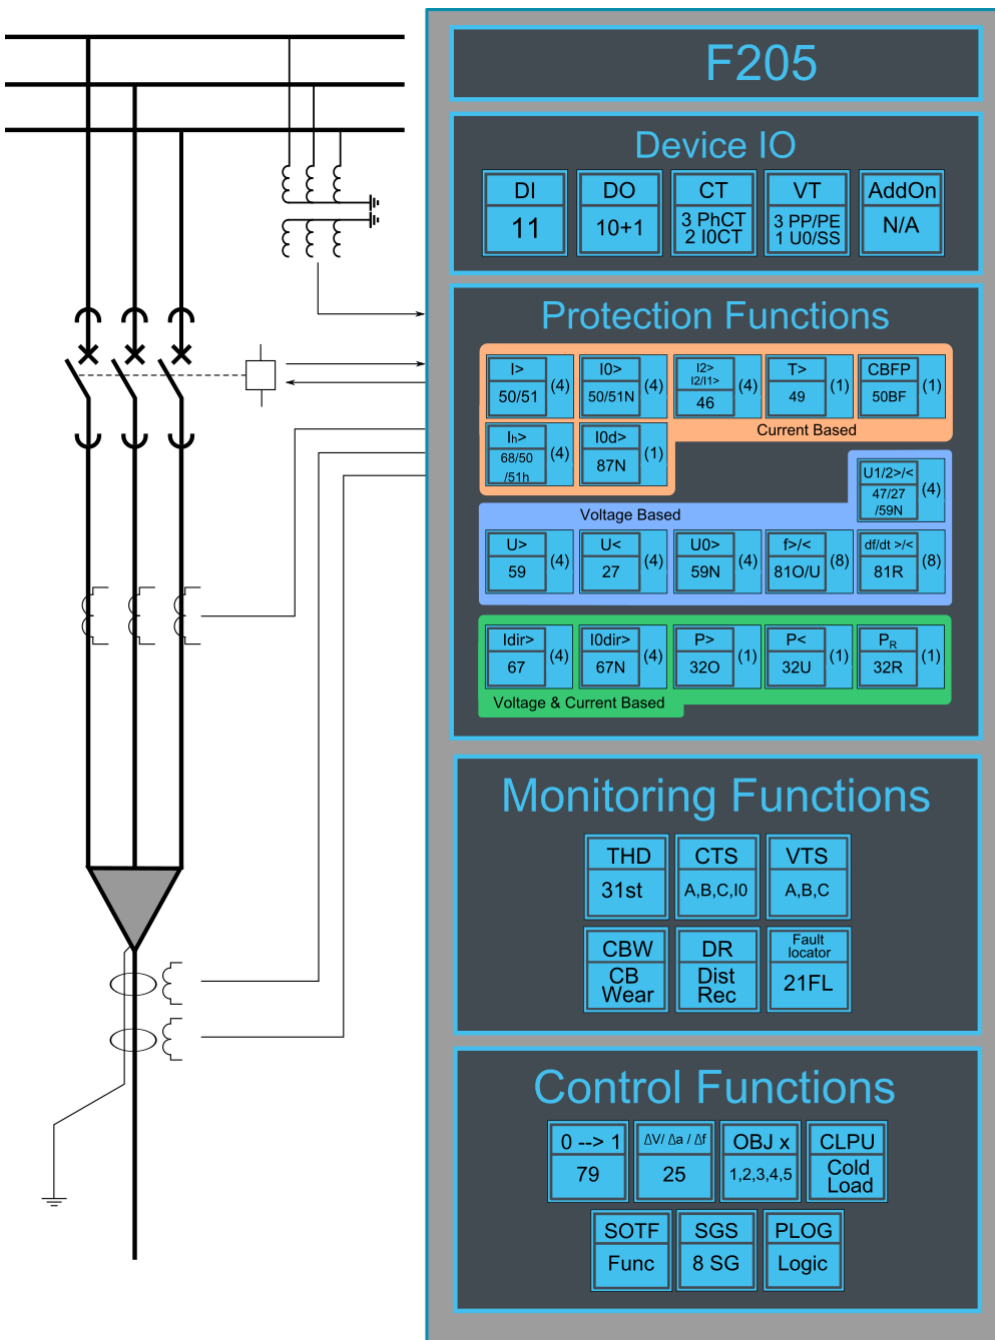 F205
Device IO
DI
11
DO
10+1
CT
3 PhCT
2 I0CT
VT
3 PP/PE
1 U0/SS
AddOn
N/A
Protection Functions
I>
50/51
(4)
I0>
50/51N
(4)
I2>
I2/I1>
46
(4)
T>
49
(1)
CBFP
50BF
(1)
Current Based
Ih>
68/50
/51h
(4)
I0d>
87N
(1)
U1/2>/<
47/27
/59N
(4)
Voltage Based
U>
59
(4)
U<
27
(4)
U0>
59N
(4)
f>/<
81O/U
(8)
df/dt >/<
81R
(8)
Idir>
67
(4)
I0dir>
67N
(4)
P>
32O
(1)
P<
32U
(1)
PR
32R
(1)
Voltage & Current Based
Monitoring Functions
THD
31st
CTS
A,B,C,I0
VTS
A,B,C
CBW
CB
Wear
DR
Dist
Rec
Fault
locator
21FL
Control Functions
0 --> 1
79
ΔV/ Δa / Δf
25
OBJ x
1,2,3,4,5
CLPU
Cold
Load
SOTF
Func
SGS
8 SG
PLOG
Logic